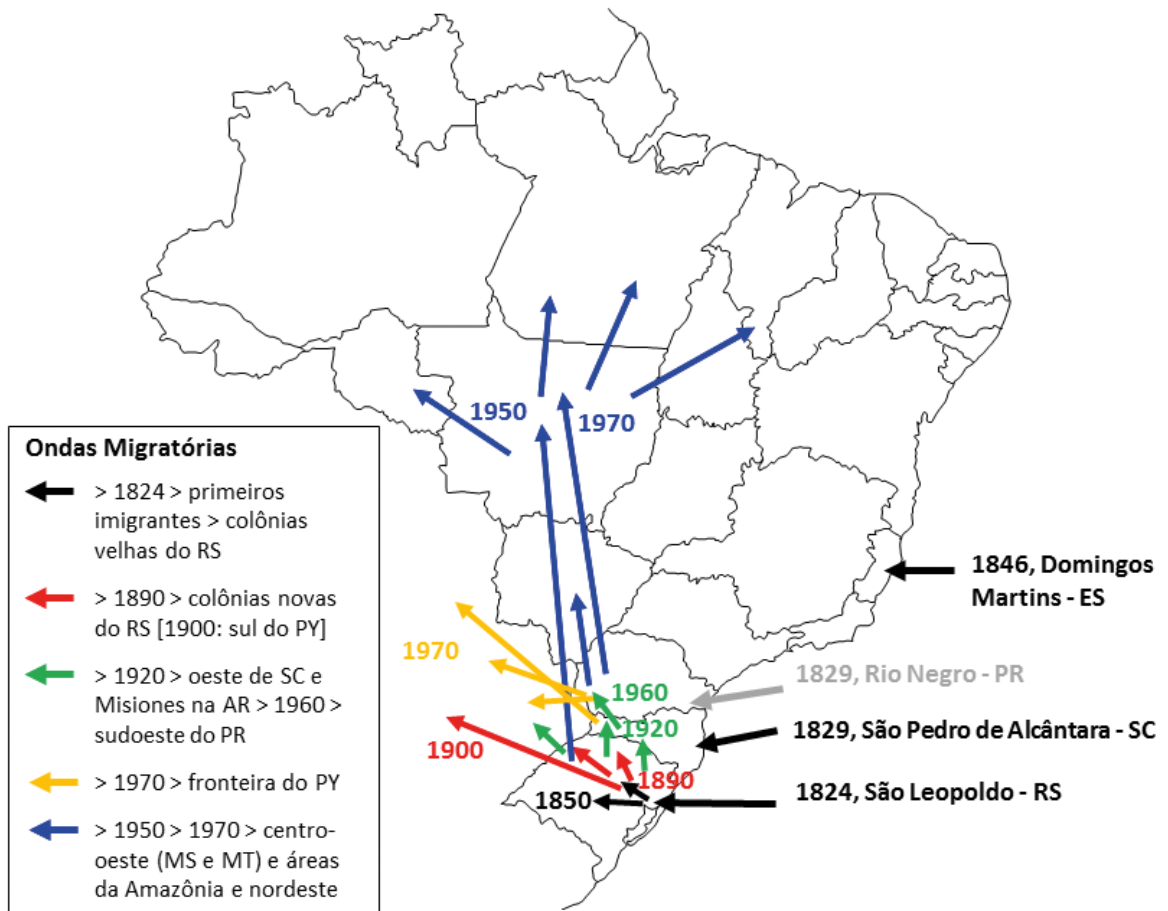 1950
1970
Ondas Migratórias
> 1824 > primeiros
imigrantes > colônias
velhas do RS
> 1890 > colônias novas
do RS [1900: sul do PY]
> 1920 > oeste de SC e
Misiones na AR > 1960 >
sudoeste do PR
> 1970 > fronteira do PY
> 1950 > 1970 > centro-
oeste (MS e MT) e áreas
da Amazônia e nordeste
1846, Domingos
Martins - ES
1970
1829, Rio Negro - PR
1960
1920
1829, São Pedro de Alcântara - SC
1900
1890
1824, São Leopoldo - RS
1850